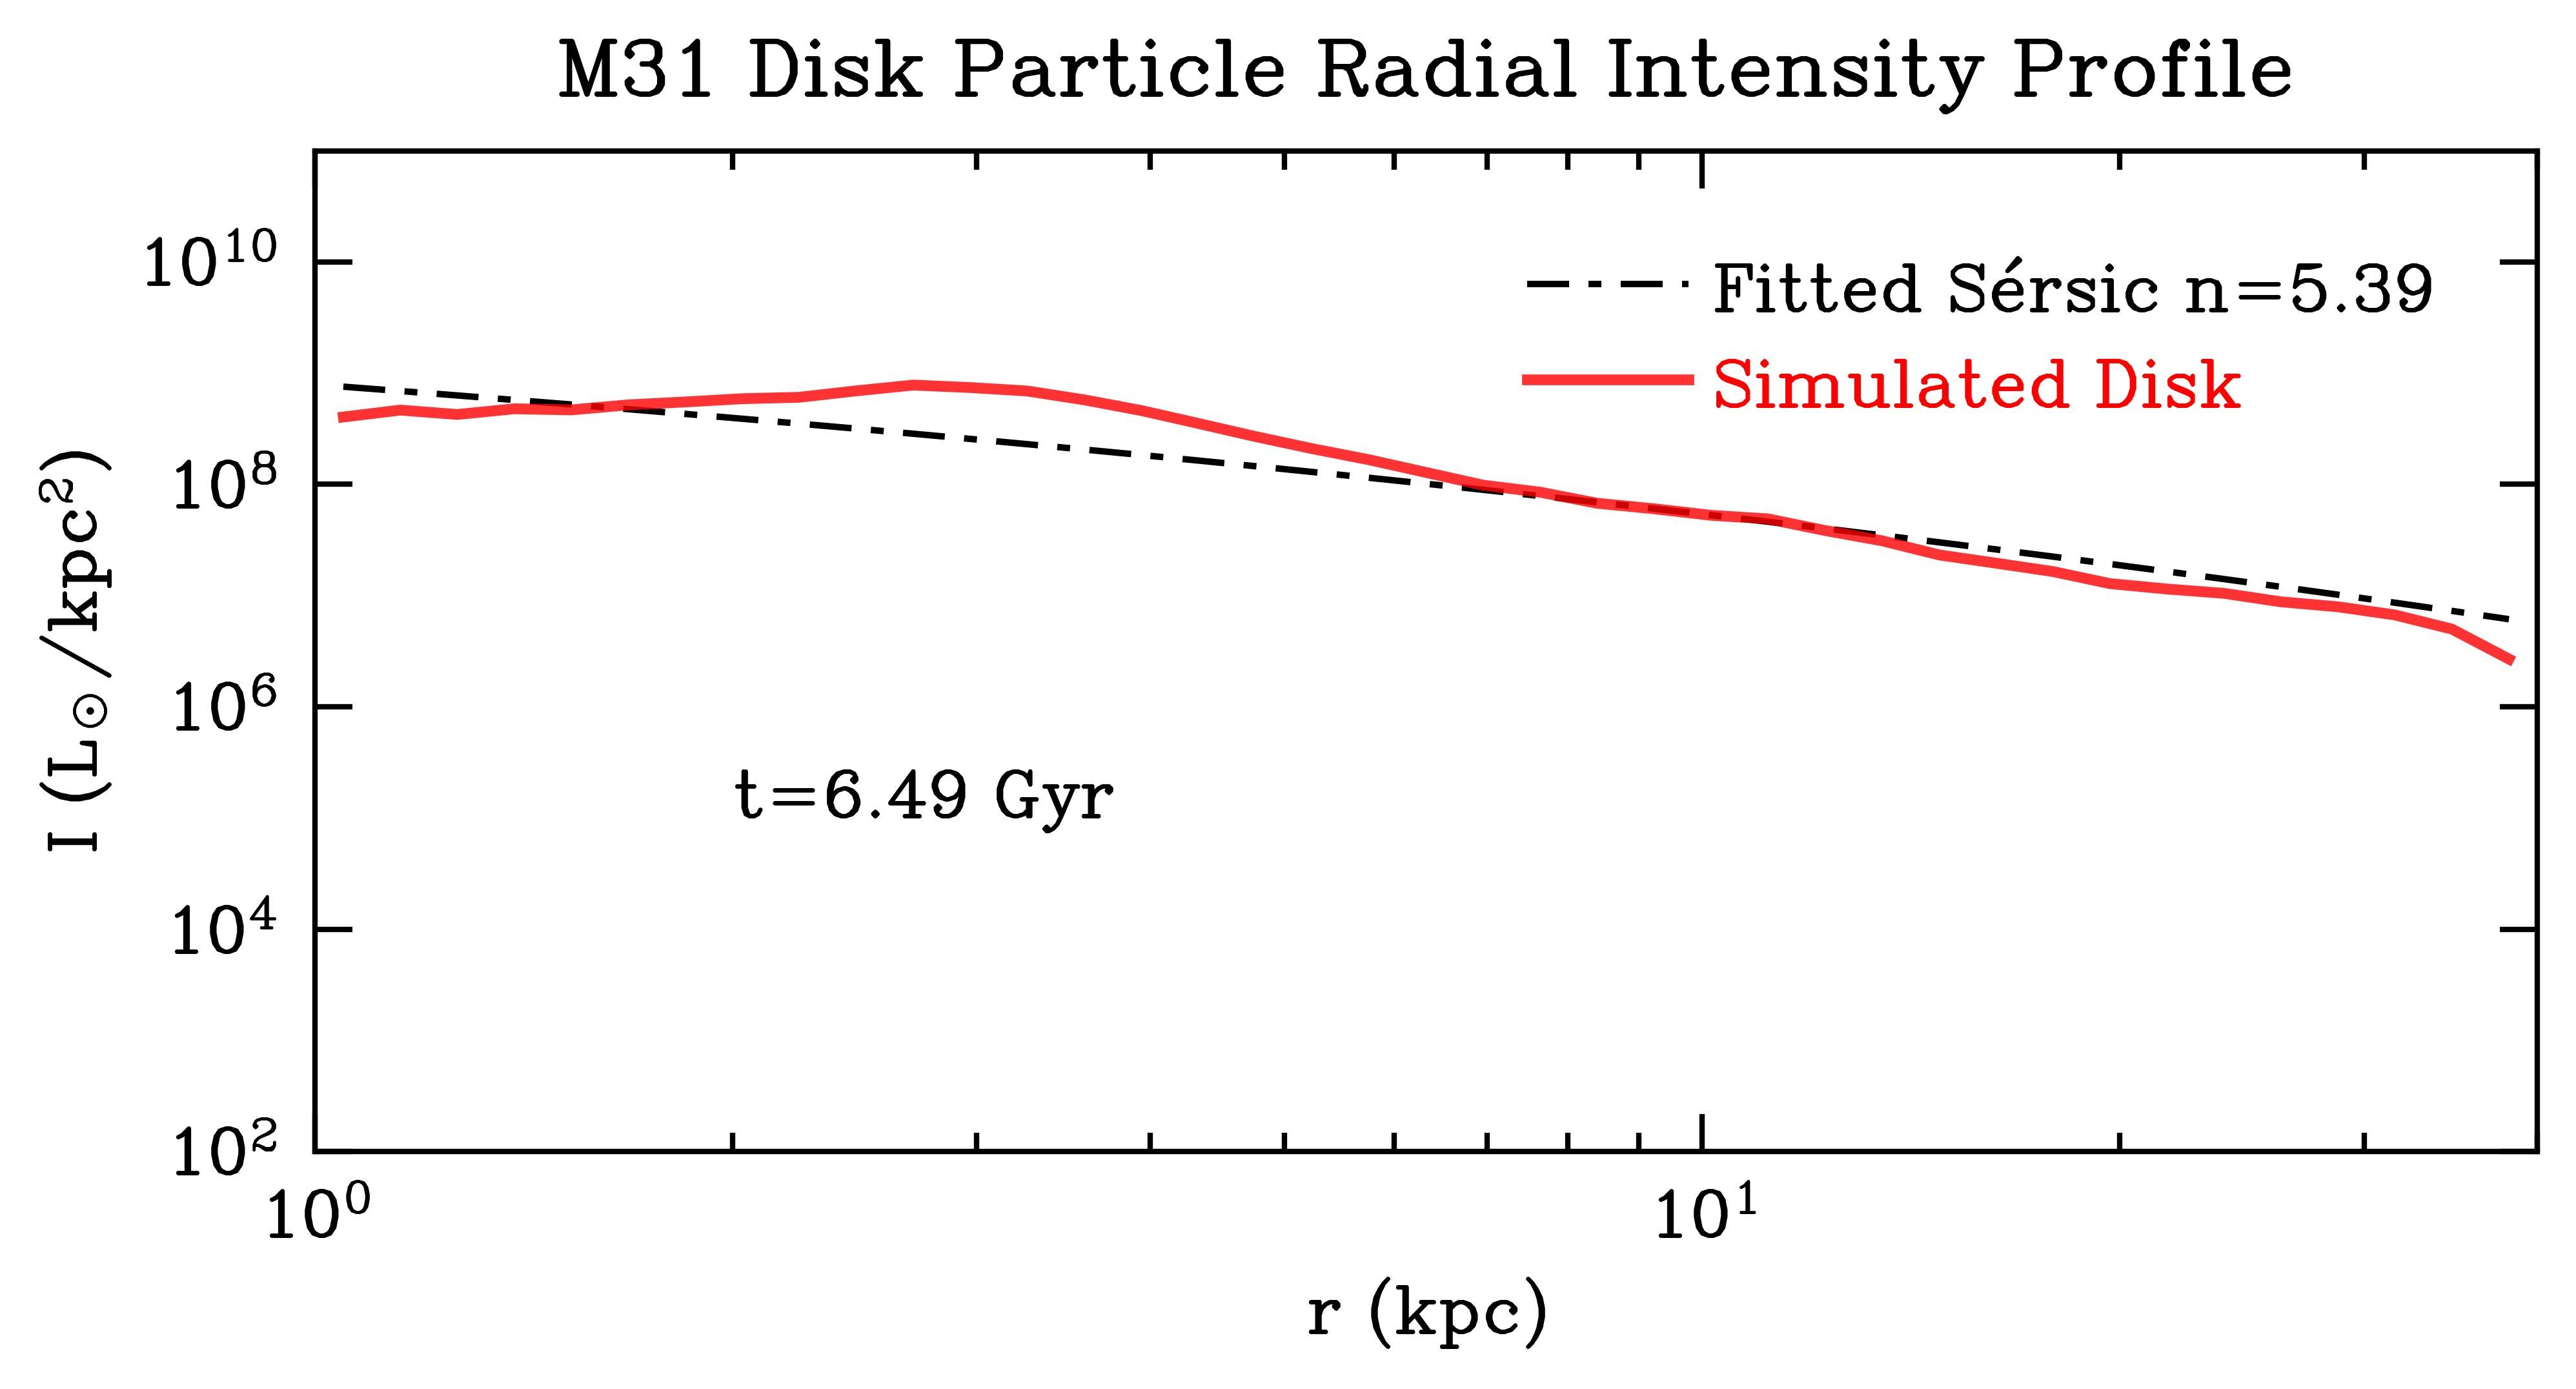 M31 Disk Particle Radial Intensity Profile
10¹⁰
10⁸
10⁶
10⁴
10²
I (L☉/kpc²)
Fitted Sérsic n=5.39
Simulated Disk
t=6.49 Gyr
10⁰
10¹
r (kpc)